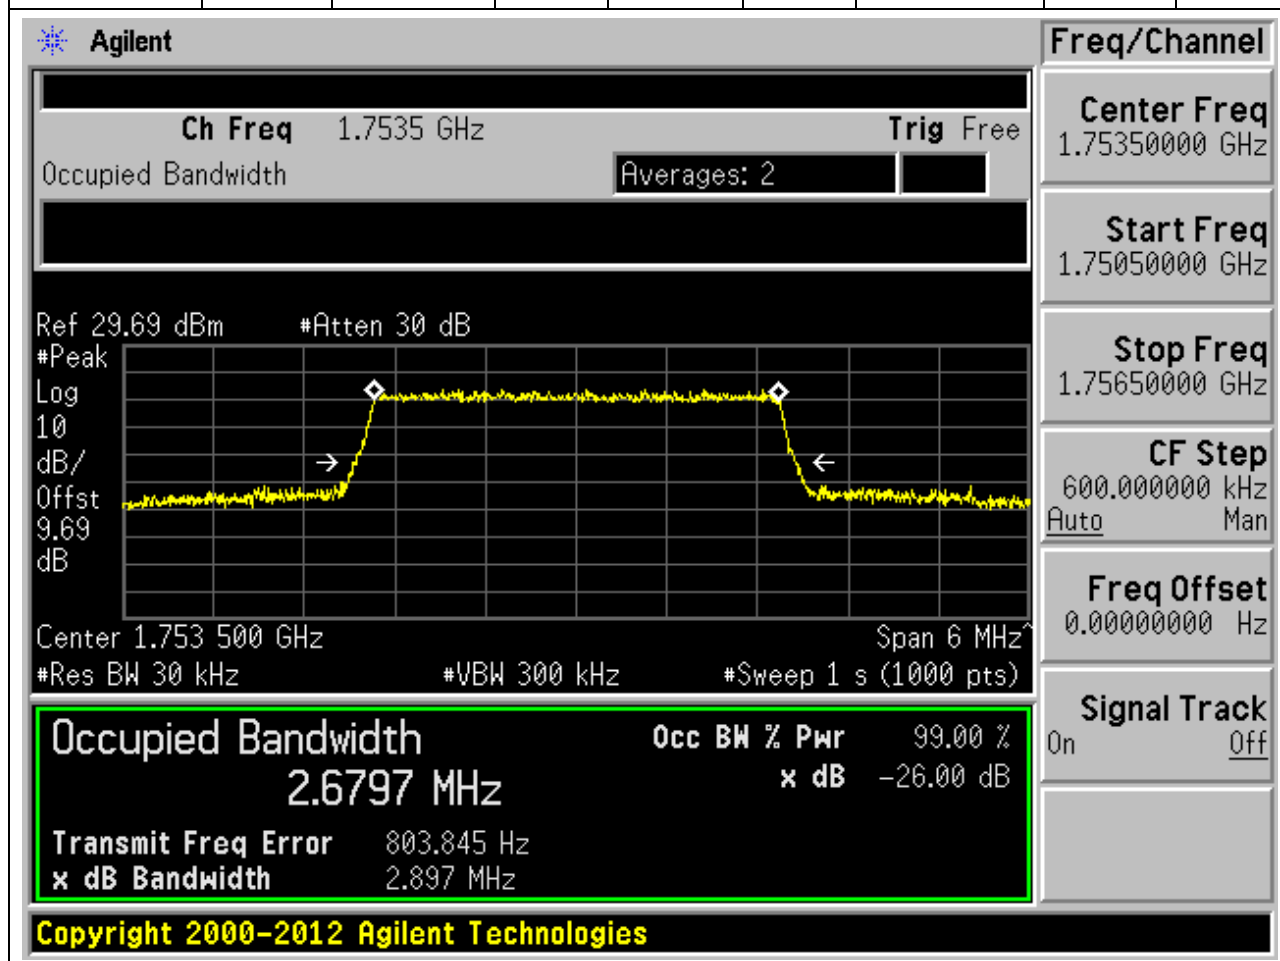 Agilent
Freq/Channel
Ch Freq 1.7535 GHz Trig Free
Occupied Bandwidth Averages: 2
Center Freq
1.75350000 GHz
Start Freq
1.75050000 GHz
Stop Freq
1.75650000 GHz
CF Step
600.000000 kHz
Auto Man
Freq Offset
0.00000000 Hz
Signal Track
On Off
Ref 29.69 dBm #Atten 30 dB
#Peak
Log
10
dB/
Offst
9.69
dB
Center 1.753 500 GHz Span 6 MHz^
#Res BW 30 kHz #VBW 300 kHz #Sweep 1 s (1000 pts)
Occupied Bandwidth Occ BW % Pwr 99.00 %
2.6797 MHz x dB -26.00 dB
Transmit Freq Error 803.845 Hz
x dB Bandwidth 2.897 MHz
Copyright 2000-2012 Agilent Technologies